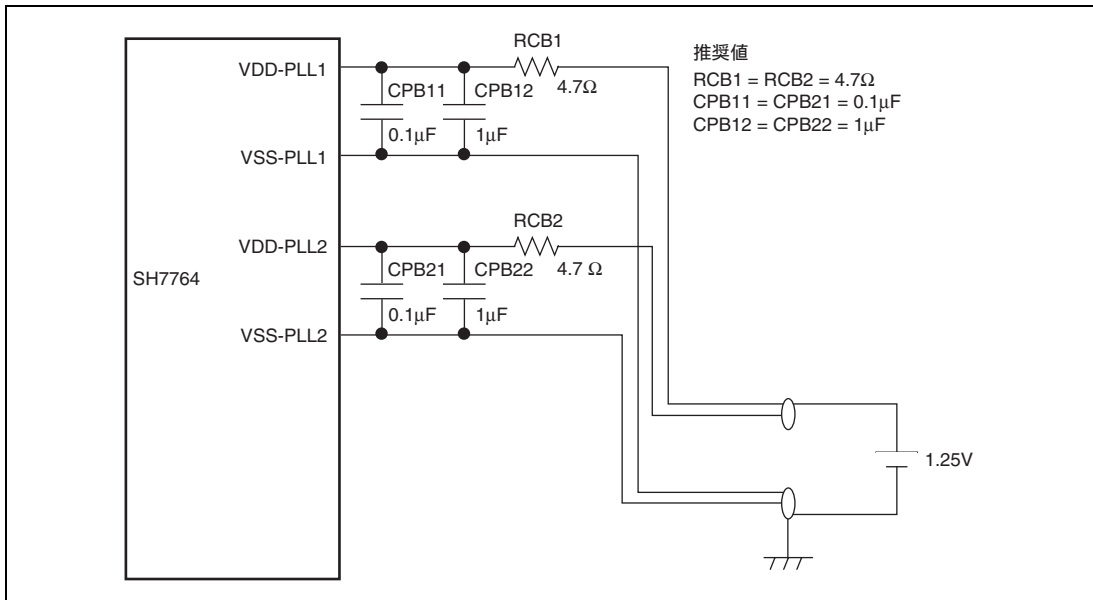 RCB1
VDD-PLL1
4.7Ω
CPB11
CPB12
0.1μF
1μF
VSS-PLL1
推奨値
RCB1 = RCB2 = 4.7Ω
CPB11 = CPB21 = 0.1μF
CPB12 = CPB22 = 1μF
RCB2
VDD-PLL2
4.7 Ω
CPB21
CPB22
SH7764
0.1μF
1μF
VSS-PLL2
1.25V